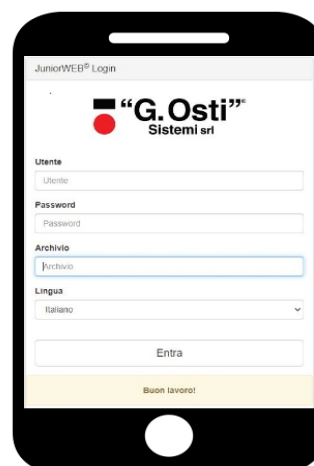 JuniorWEB® Login
"G.Osti"®
Sistemi srl
Utente
Utente
Password
Password
Archivio
Archivio
Lingua
Italiano
Entra
Buon lavoro!